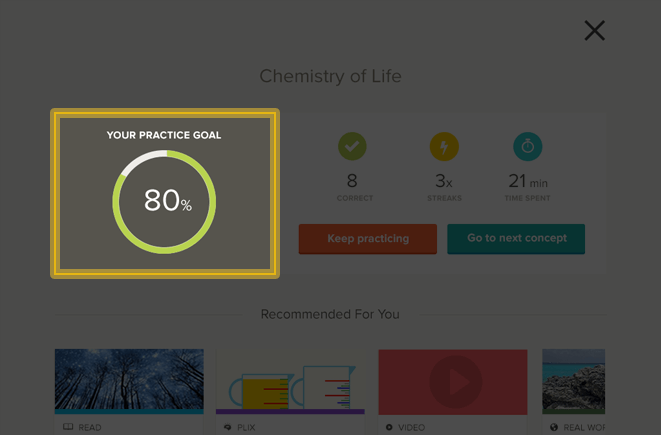 Chemistry of Life
YOUR PRACTICE GOAL
80%
8
CORRECT
3x
STREAKS
21 min
TIME SPENT
Keep practicing
Go to next concept
Recommended For You
READ
PLIX
VIDEO
REAL WOR